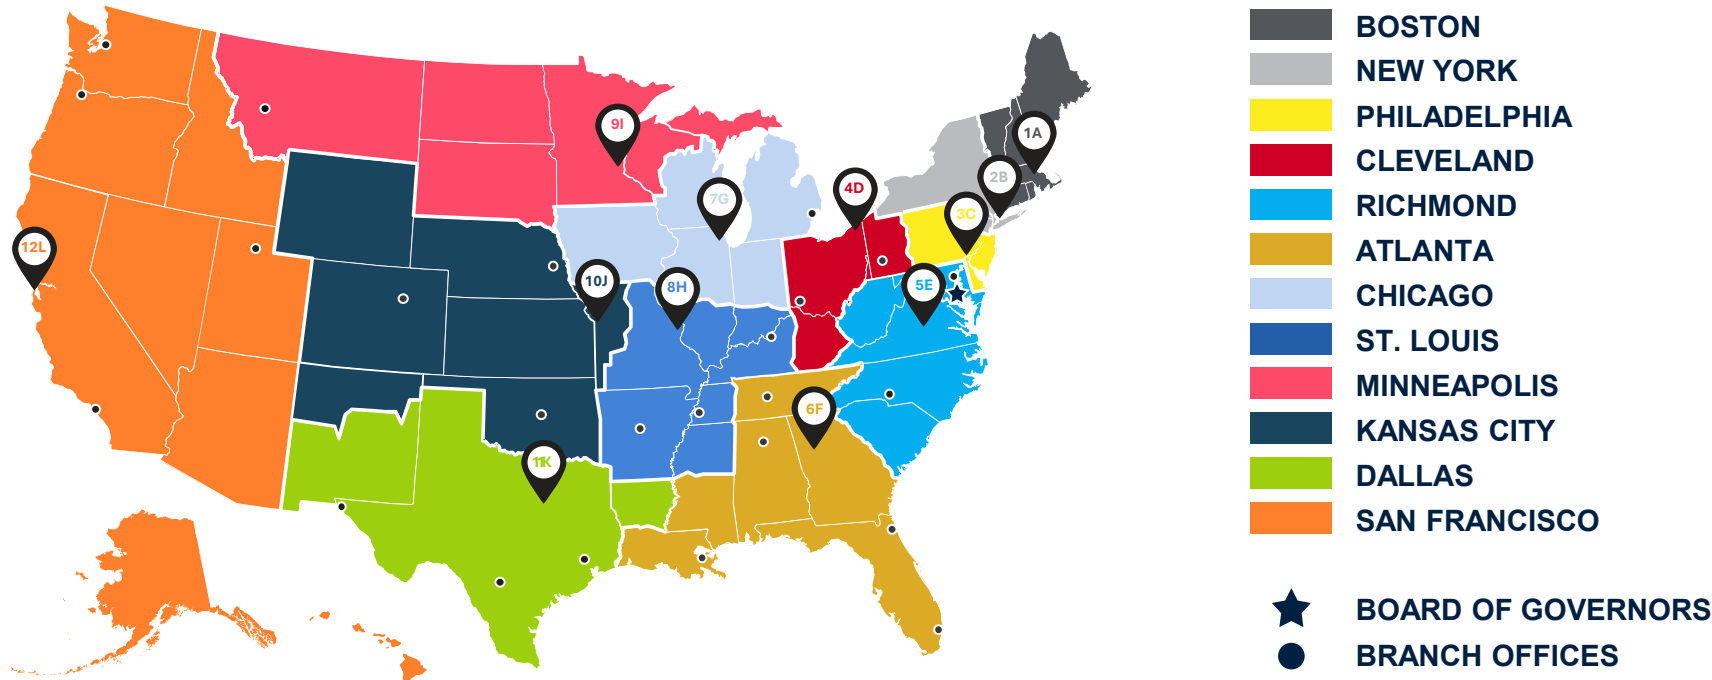 BOSTON
NEW YORK
PHILADELPHIA
CLEVELAND
RICHMOND
ATLANTA
CHICAGO
ST. LOUIS
MINNEAPOLIS
KANSAS CITY
DALLAS
SAN FRANCISCO
BOARD OF GOVERNORS
BRANCH OFFICES
1A
2B
3C
4D
5E
6F
7G
8H
9I
10J
11K
12L